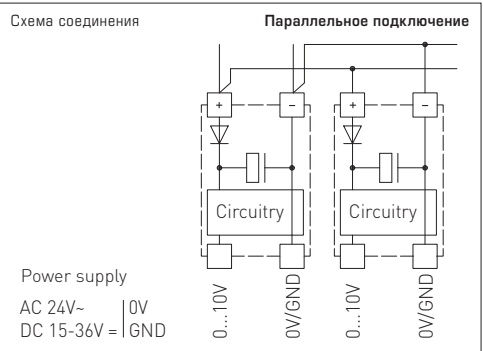 Схема соединения
Параллельное подключение
+
–
+
–
Circuitry
Circuitry
Power supply
AC 24V~ | 0V
DC 15-36V = | GND
0...10V
0V/GND
0...10V
0V/GND